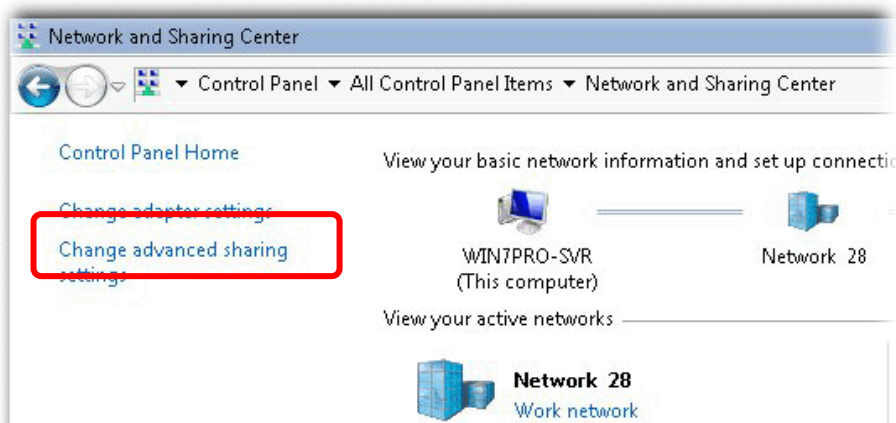 Network and Sharing Center
Control Panel ▾ All Control Panel Items ▾ Network and Sharing Center
Control Panel Home
Change adapter settings
Change advanced sharing
settings
View your basic network information and set up connectio
WIN7PRO-SVR
(This computer)
Network 28
View your active networks
Network 28
Work network